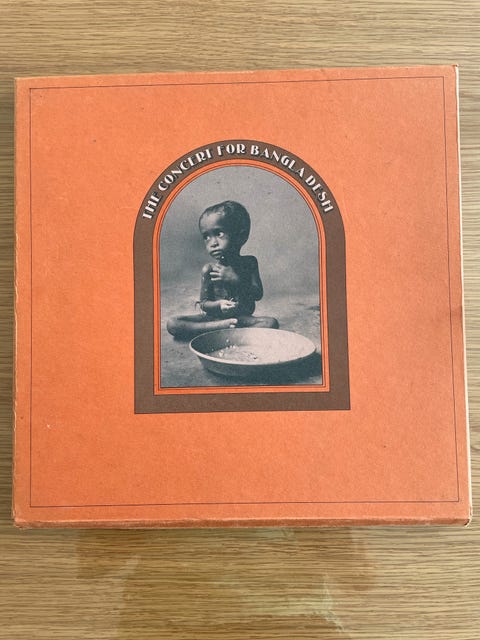 THE CONCERT FOR BANGLA DESH